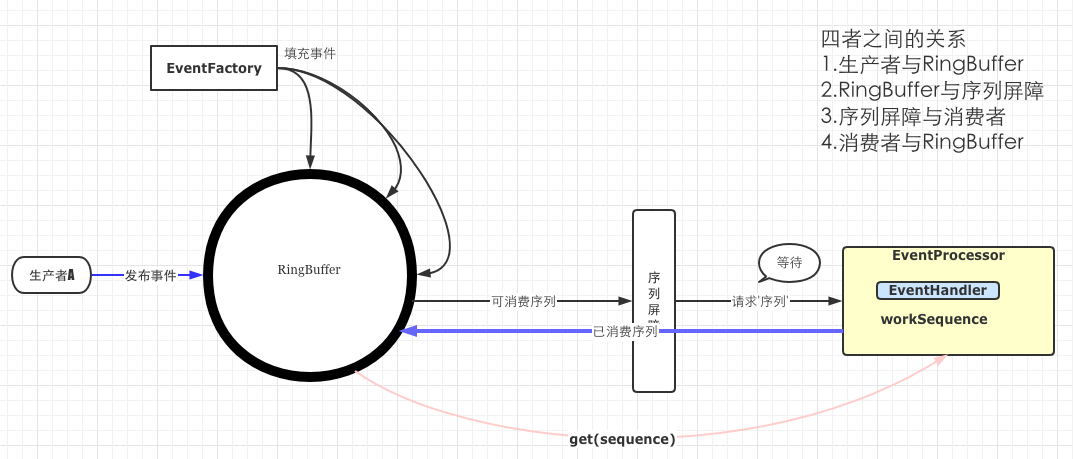 四者之间的关系
1.生产者与RingBuffer
2.RingBuffer与序列屏障
3.序列屏障与消费者
4.消费者与RingBuffer
EventFactory
填充事件
生产者A
发布事件
RingBuffer
可消费序列
序
列
屏
障
等待
请求'序列'
已消费序列
EventProcessor
EventHandler
workSequence
get(sequence)